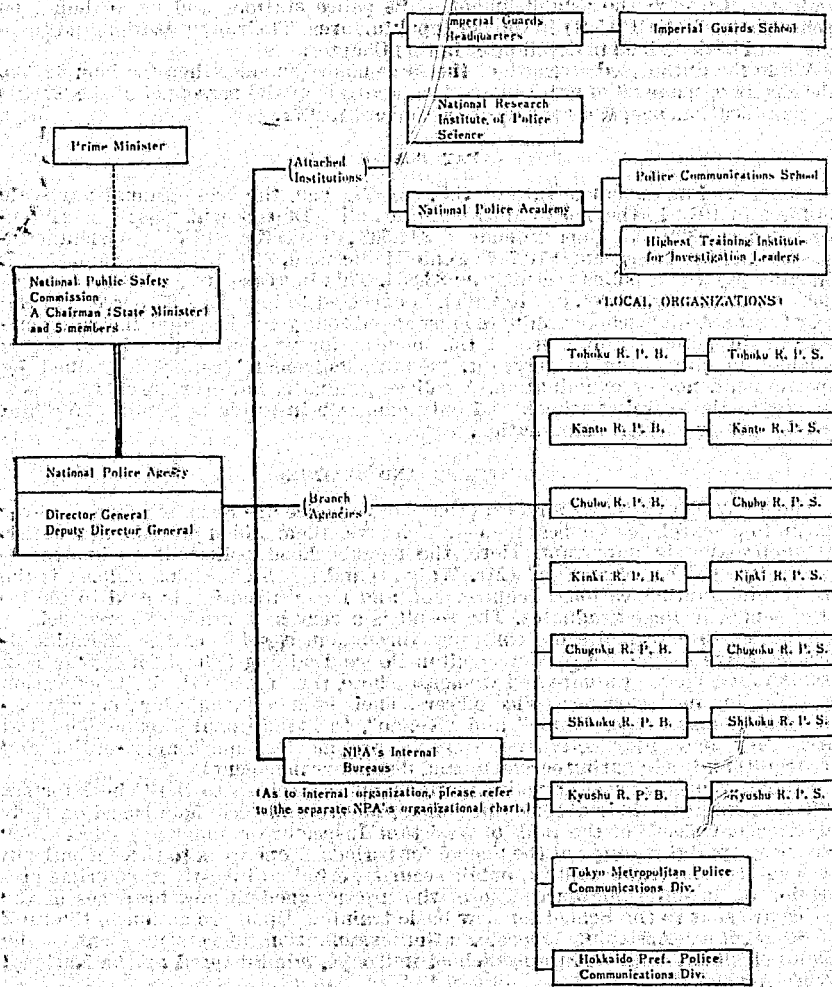 Imperial Guards
Headquarters
Imperial Guards School
National Research
Institute of Police
Science
Prime Minister
(Attached
Institutions)
Police Communications School
National Police Academy
Highest Training Institute
for Investigation Leaders
National Public Safety
Commission
A Chairman (State Minister)
and 5 members
(LOCAL ORGANIZATIONS)
Tohoku R. P. B.
Tohoku R. P. S.
Kanto R. P. B.
Kanto R. P. S.
National Police Agency
Director General
Deputy Director General
(Branch
Agencies)
Chubu R. P. B.
Chubu R. P. S.
Kinki R. P. B.
Kinki R. P. S.
Chugoku R. P. B.
Chugoku R. P. S.
Shikoku R. P. B.
Shikoku R. P. S.
NPA's Internal
Bureaus
(As to internal organization, please refer
to the separate NPA's organizational chart.)
Kyushu R. P. B.
Kyushu R. P. S.
Tokyo Metropolitan Police
Communications Div.
Hokkaido Pref. Police
Communications Div.